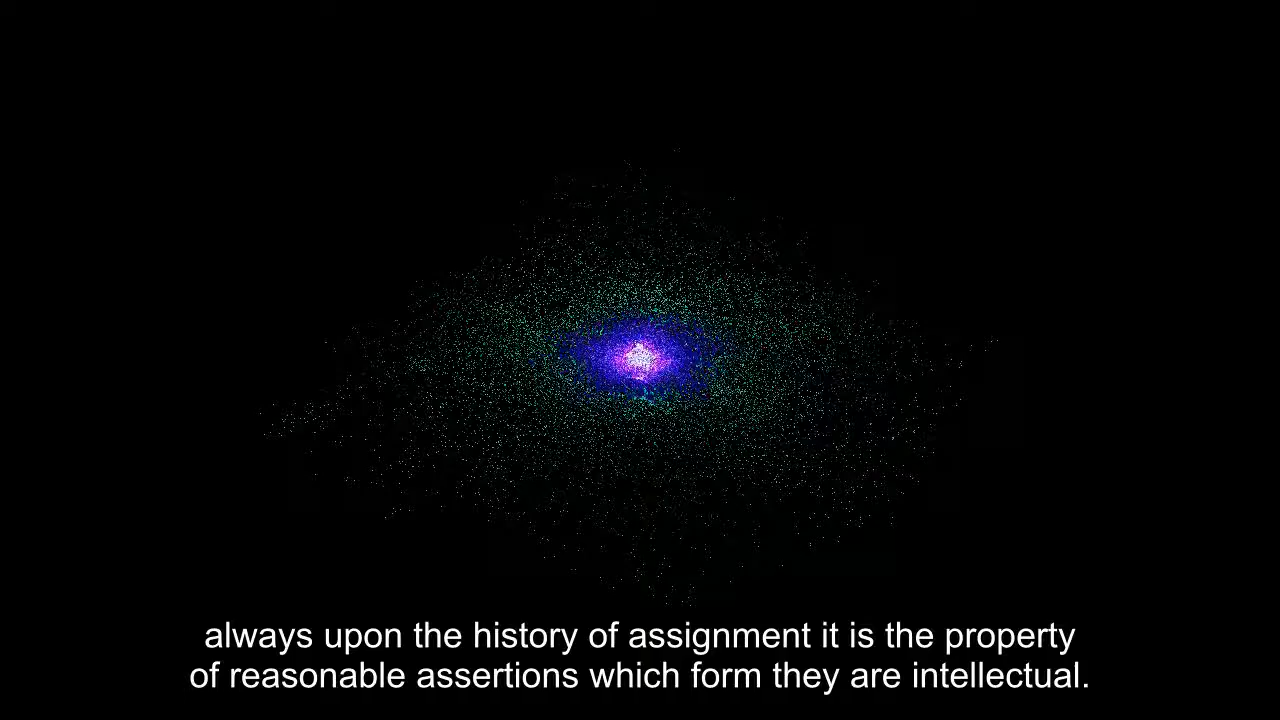 always upon the history of assignment it is the property
of reasonable assertions which form they are intellectual.